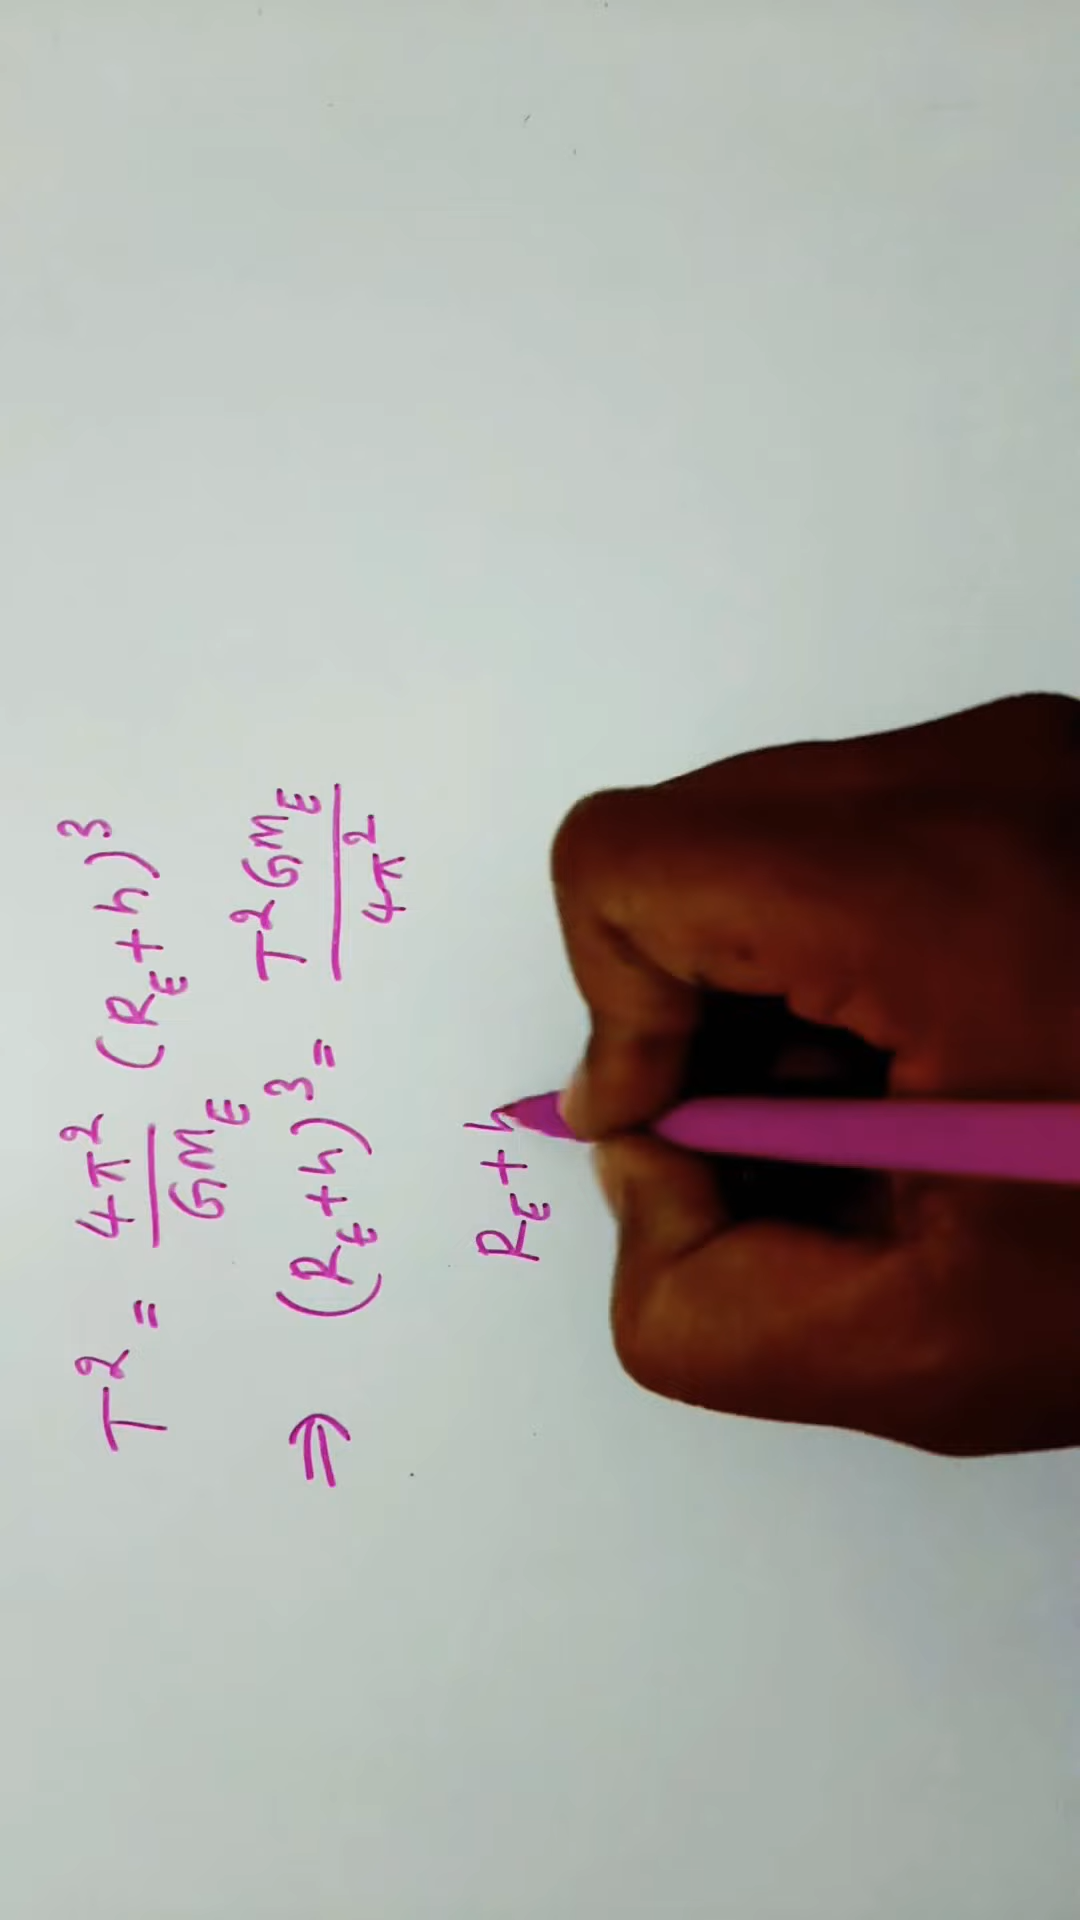 T² = 4π²/GM_E (R_E+h)³
⇒ (R_E+h)³ = T²GM_E/4π²
R_E+h